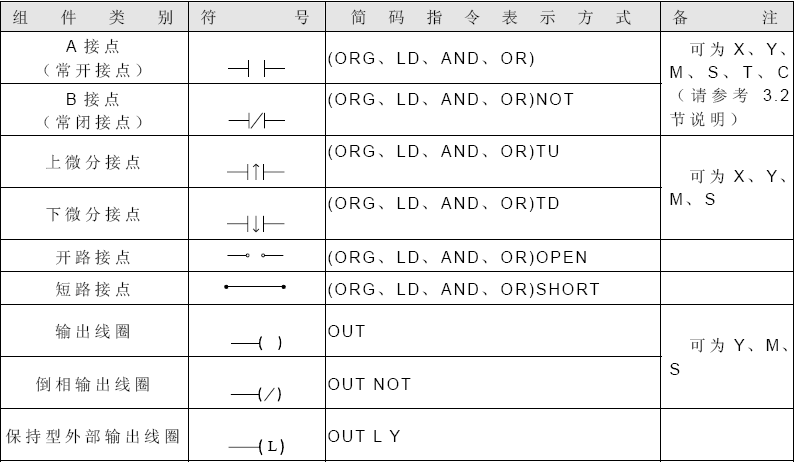 组件类别 符号 简码指令表示方式 备注
A 接点
（常开接点）
(ORG、LD、AND、OR)
可为 X、Y、
M、S、T、C
（请参考 3.2
节说明）
B 接点
（常闭接点）
(ORG、LD、AND、OR)NOT
上微分接点
(ORG、LD、AND、OR)TU
可为 X、Y、
M、S
下微分接点
(ORG、LD、AND、OR)TD
开路接点
(ORG、LD、AND、OR)OPEN
短路接点
(ORG、LD、AND、OR)SHORT
输出线圈
( )
OUT
可为 Y、M、
S
倒相输出线圈
(/)
OUT NOT
保持型外部输出线圈
(L)
OUT L Y